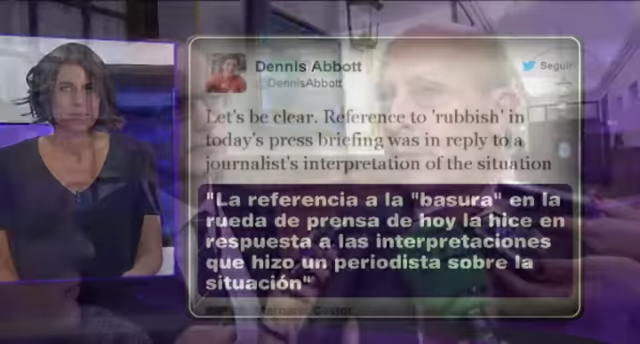 Dennis Abbott
@DennisAbbott
Seguir
Let's be clear. Reference to 'rubbish' in
today's press briefing was in reply to a
journalist's interpretation of the situation
"La referencia a la "basura" en la
rueda de prensa de hoy la hice en
respuesta a las interpretaciones
que hizo un periodista sobre la
situación"